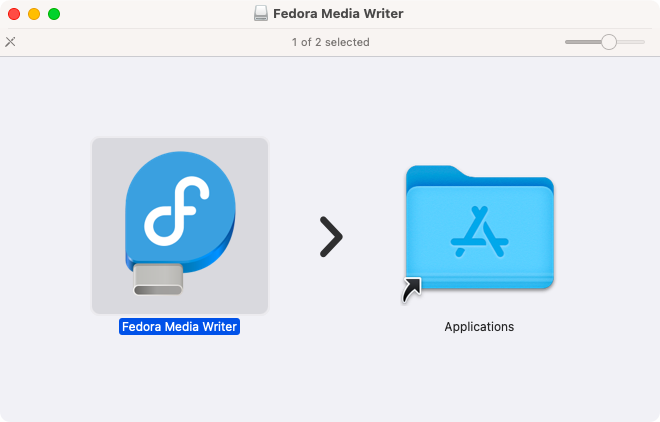 Fedora Media Writer
1 of 2 selected
Fedora Media Writer
Applications